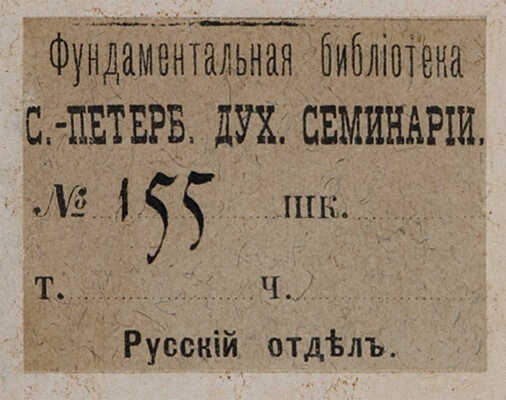 Фундаментальная библіотека
С.-ПЕТЕРБ. ДУХ. СЕМИНАРІИ.
№ 155 шк.
т. ч.
Русскій отдѣлъ.